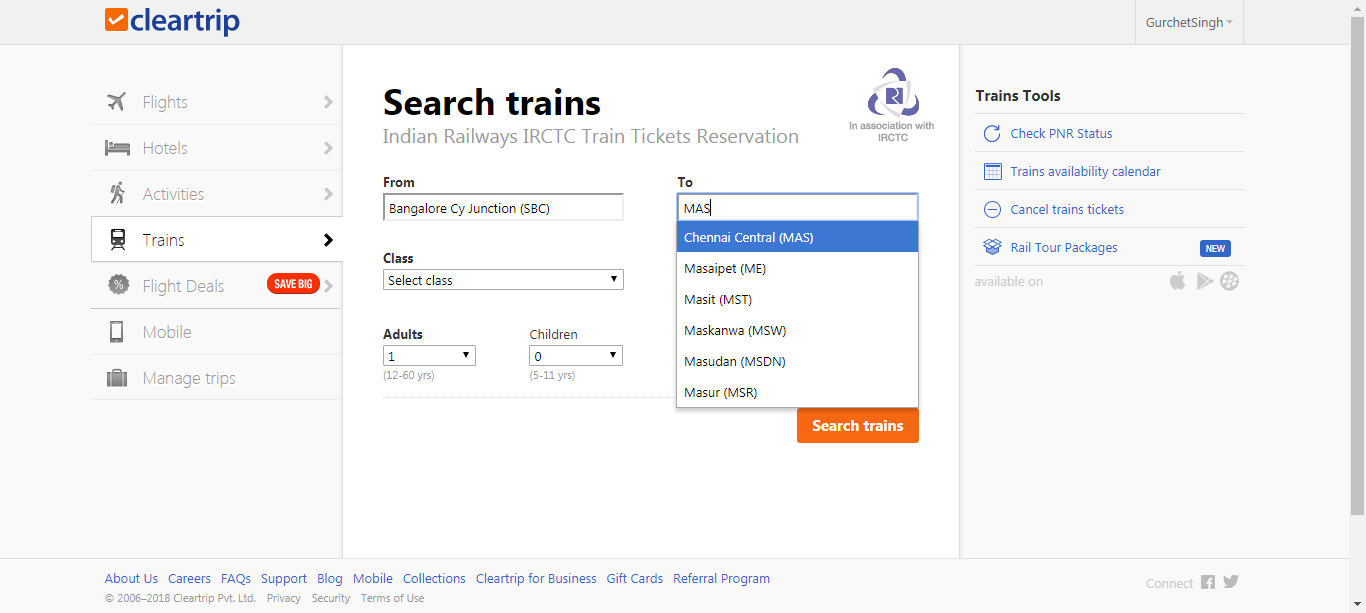 cleartrip
GurchetSingh
Flights
Hotels
Activities
Trains
Flight Deals
SAVE BIG
Mobile
Manage trips
Search trains
Indian Railways IRCTC Train Tickets Reservation
In association with
IRCTC
From
Bangalore Cy Junction (SBC)
To
MAS
Chennai Central (MAS)
Masaipet (ME)
Masit (MST)
Maskanwa (MSW)
Masudan (MSDN)
Masur (MSR)
Class
Select class
Adults
1
(12-60 yrs)
Children
0
(5-11 yrs)
Search trains
Trains Tools
Check PNR Status
Trains availability calendar
Cancel trains tickets
Rail Tour Packages NEW
available on
About Us Careers FAQs Support Blog Mobile Collections Cleartrip for Business Gift Cards Referral Program
© 2006–2018 Cleartrip Pvt. Ltd. Privacy Security Terms of Use
Connect